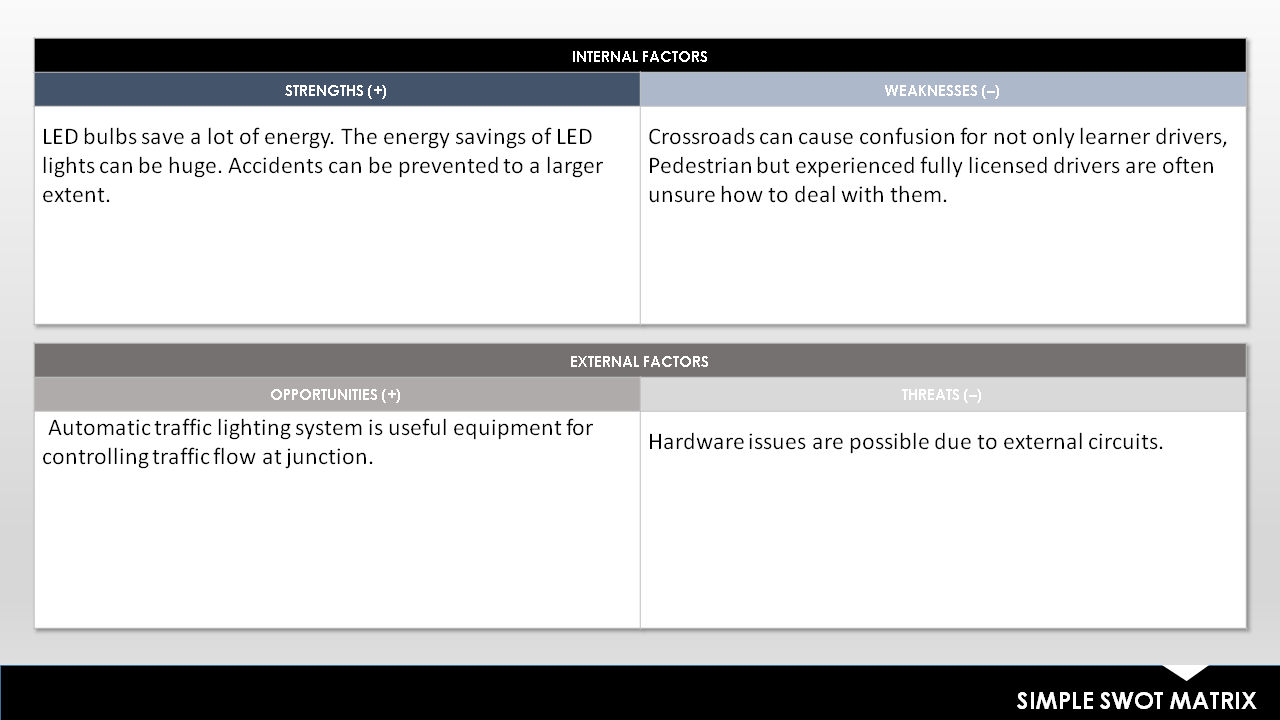 INTERNAL FACTORS
STRENGTHS (+)
WEAKNESSES (–)
LED bulbs save a lot of energy. The energy savings of LED
lights can be huge. Accidents can be prevented to a larger
extent.
Crossroads can cause confusion for not only learner drivers,
Pedestrian but experienced fully licensed drivers are often
unsure how to deal with them.
EXTERNAL FACTORS
OPPORTUNITIES (+)
THREATS (–)
Automatic traffic lighting system is useful equipment for
controlling traffic flow at junction.
Hardware issues are possible due to external circuits.
SIMPLE SWOT MATRIX